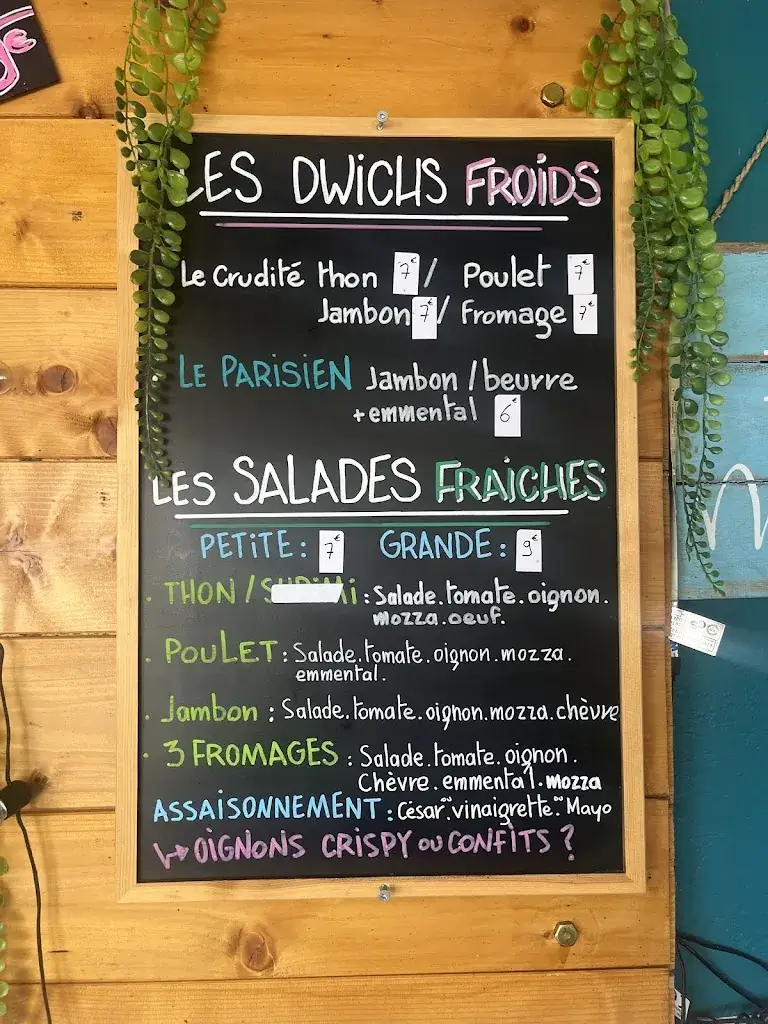 LES DWICHS FROIDS
Le Crudité thon 7€ / Poulet 7€
Jambon 7€ / Fromage 7€
LE PARISIEN Jambon / beurre
+ emmental 6€
LES SALADES FRAICHES
PETITE : 7€ GRANDE : 9€
. THON / : Salade.tomate.oignon.
mozza.oeuf.
. POULET : Salade.tomate.oignon.mozza.
emmental.
. Jambon : Salade.tomate.oignon.mozza.chèvre
. 3 FROMAGES : Salade.tomate.oignon.
Chèvre.emmental.mozza
ASSAISONNEMENT : César ou vinaigrette ou Mayo
↳ OIGNONS CRISPY OU CONFITS ?